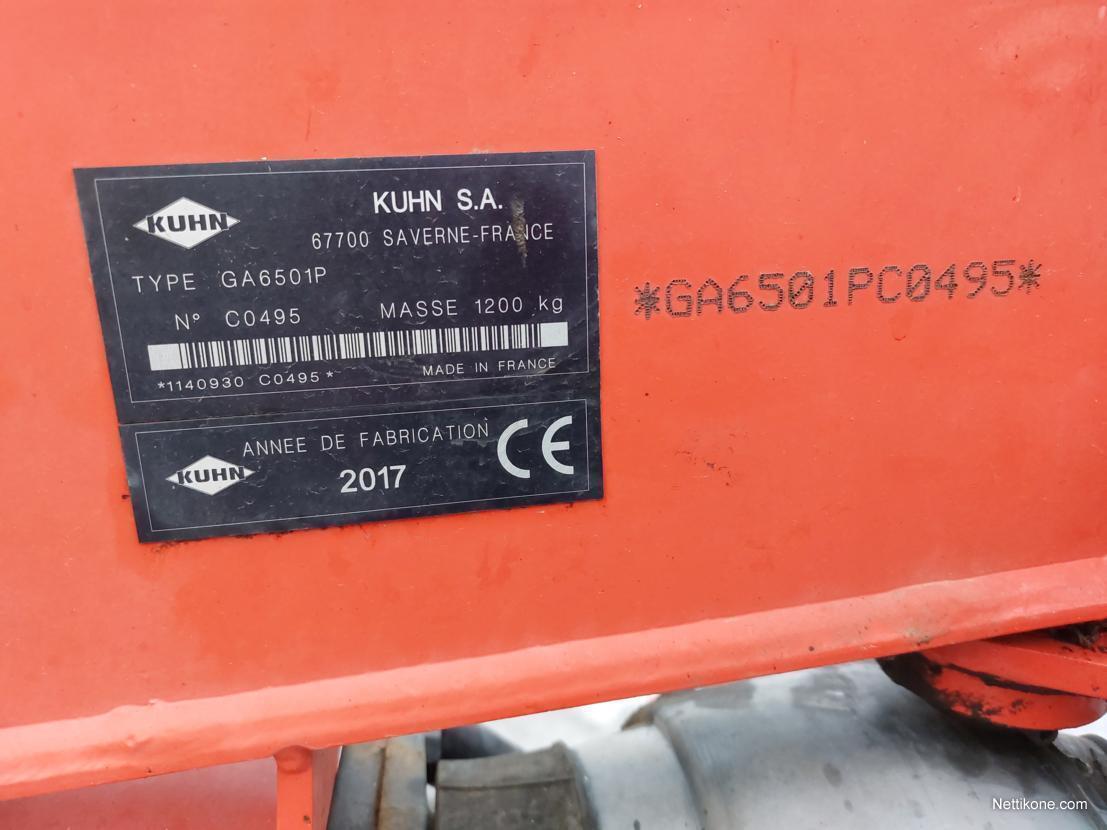 KUHN
KUHN S.A.
67700 SAVERNE-FRANCE
TYPE GA6501P
N° C0495 MASSE 1200 kg
*1140930 C0495*
MADE IN FRANCE
ANNEE DE FABRICATION
KUHN
2017
CE
*GA6501PC0495*
Nettikone.com